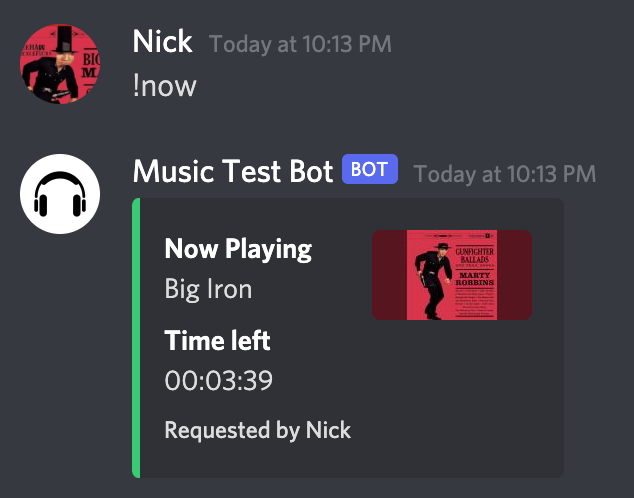 Nick Today at 10:13 PM
!now
Music Test Bot BOT Today at 10:13 PM
Now Playing
Big Iron
GUNFIGHTER
BALLADS
MARTY
ROBBINS
Time left
00:03:39
Requested by Nick